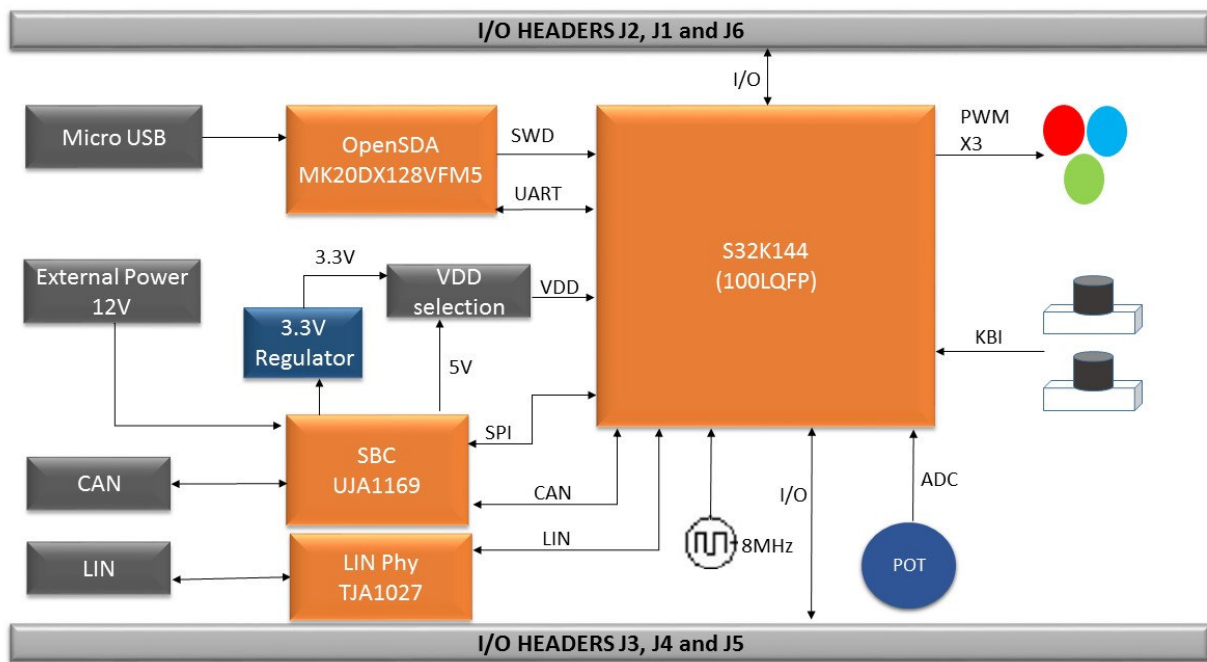 I/O HEADERS J2, J1 and J6
I/O
Micro USB
OpenSDA
MK20DX128VFM5
SWD
UART
PWM
X3
S32K144
(100LQFP)
External Power
12V
3.3V
VDD
selection
VDD
3.3V
Regulator
5V
KBI
SBC
UJA1169
SPI
CAN
CAN
LIN
LIN Phy
TJA1027
LIN
8MHz
I/O
ADC
POT
I/O HEADERS J3, J4 and J5